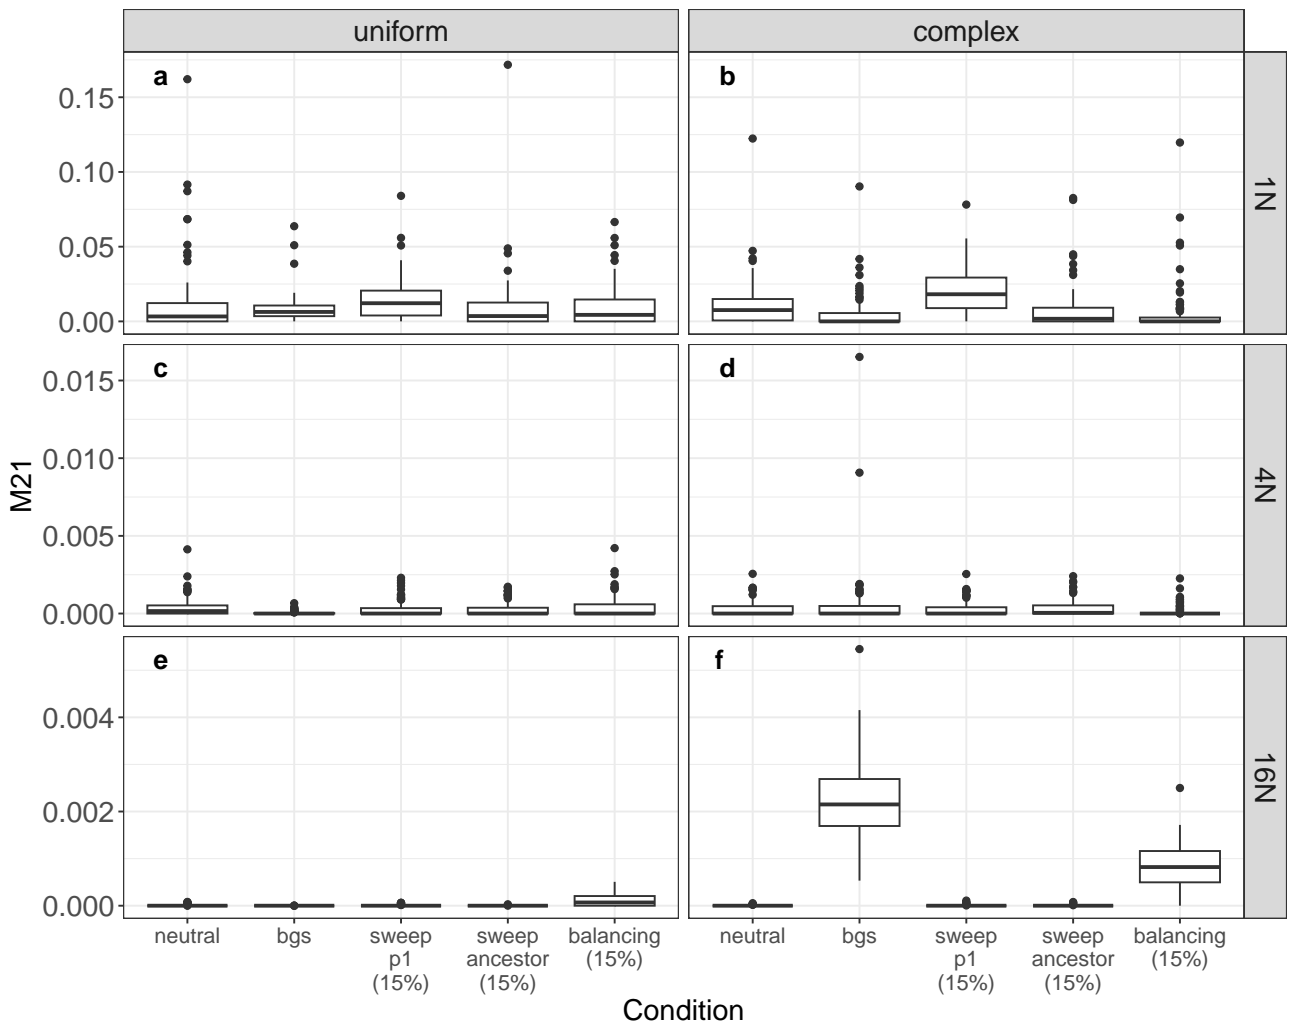 uniform
complex
a
b
0.15
0.10
0.05
0.00
1N
c
d
0.015
0.010
0.005
0.000
4N
M21
e
f
0.004
0.002
0.000
16N
neutral
bgs
sweep
p1
(15%)
sweep
ancestor
(15%)
balancing
(15%)
neutral
bgs
sweep
p1
(15%)
sweep
ancestor
(15%)
balancing
(15%)
Condition